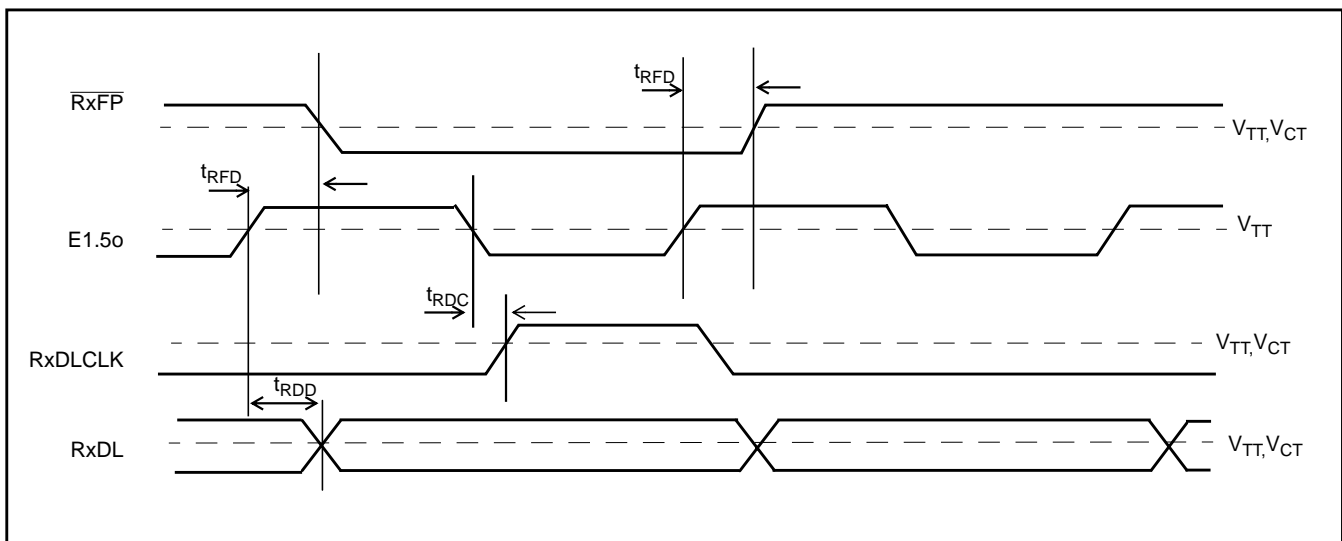 RxFP
tRFD
VTT,VCT
tRFD
E1.5o
VTT
tRDC
RxDLCLK
VTT,VCT
tRDD
RxDL
VTT,VCT